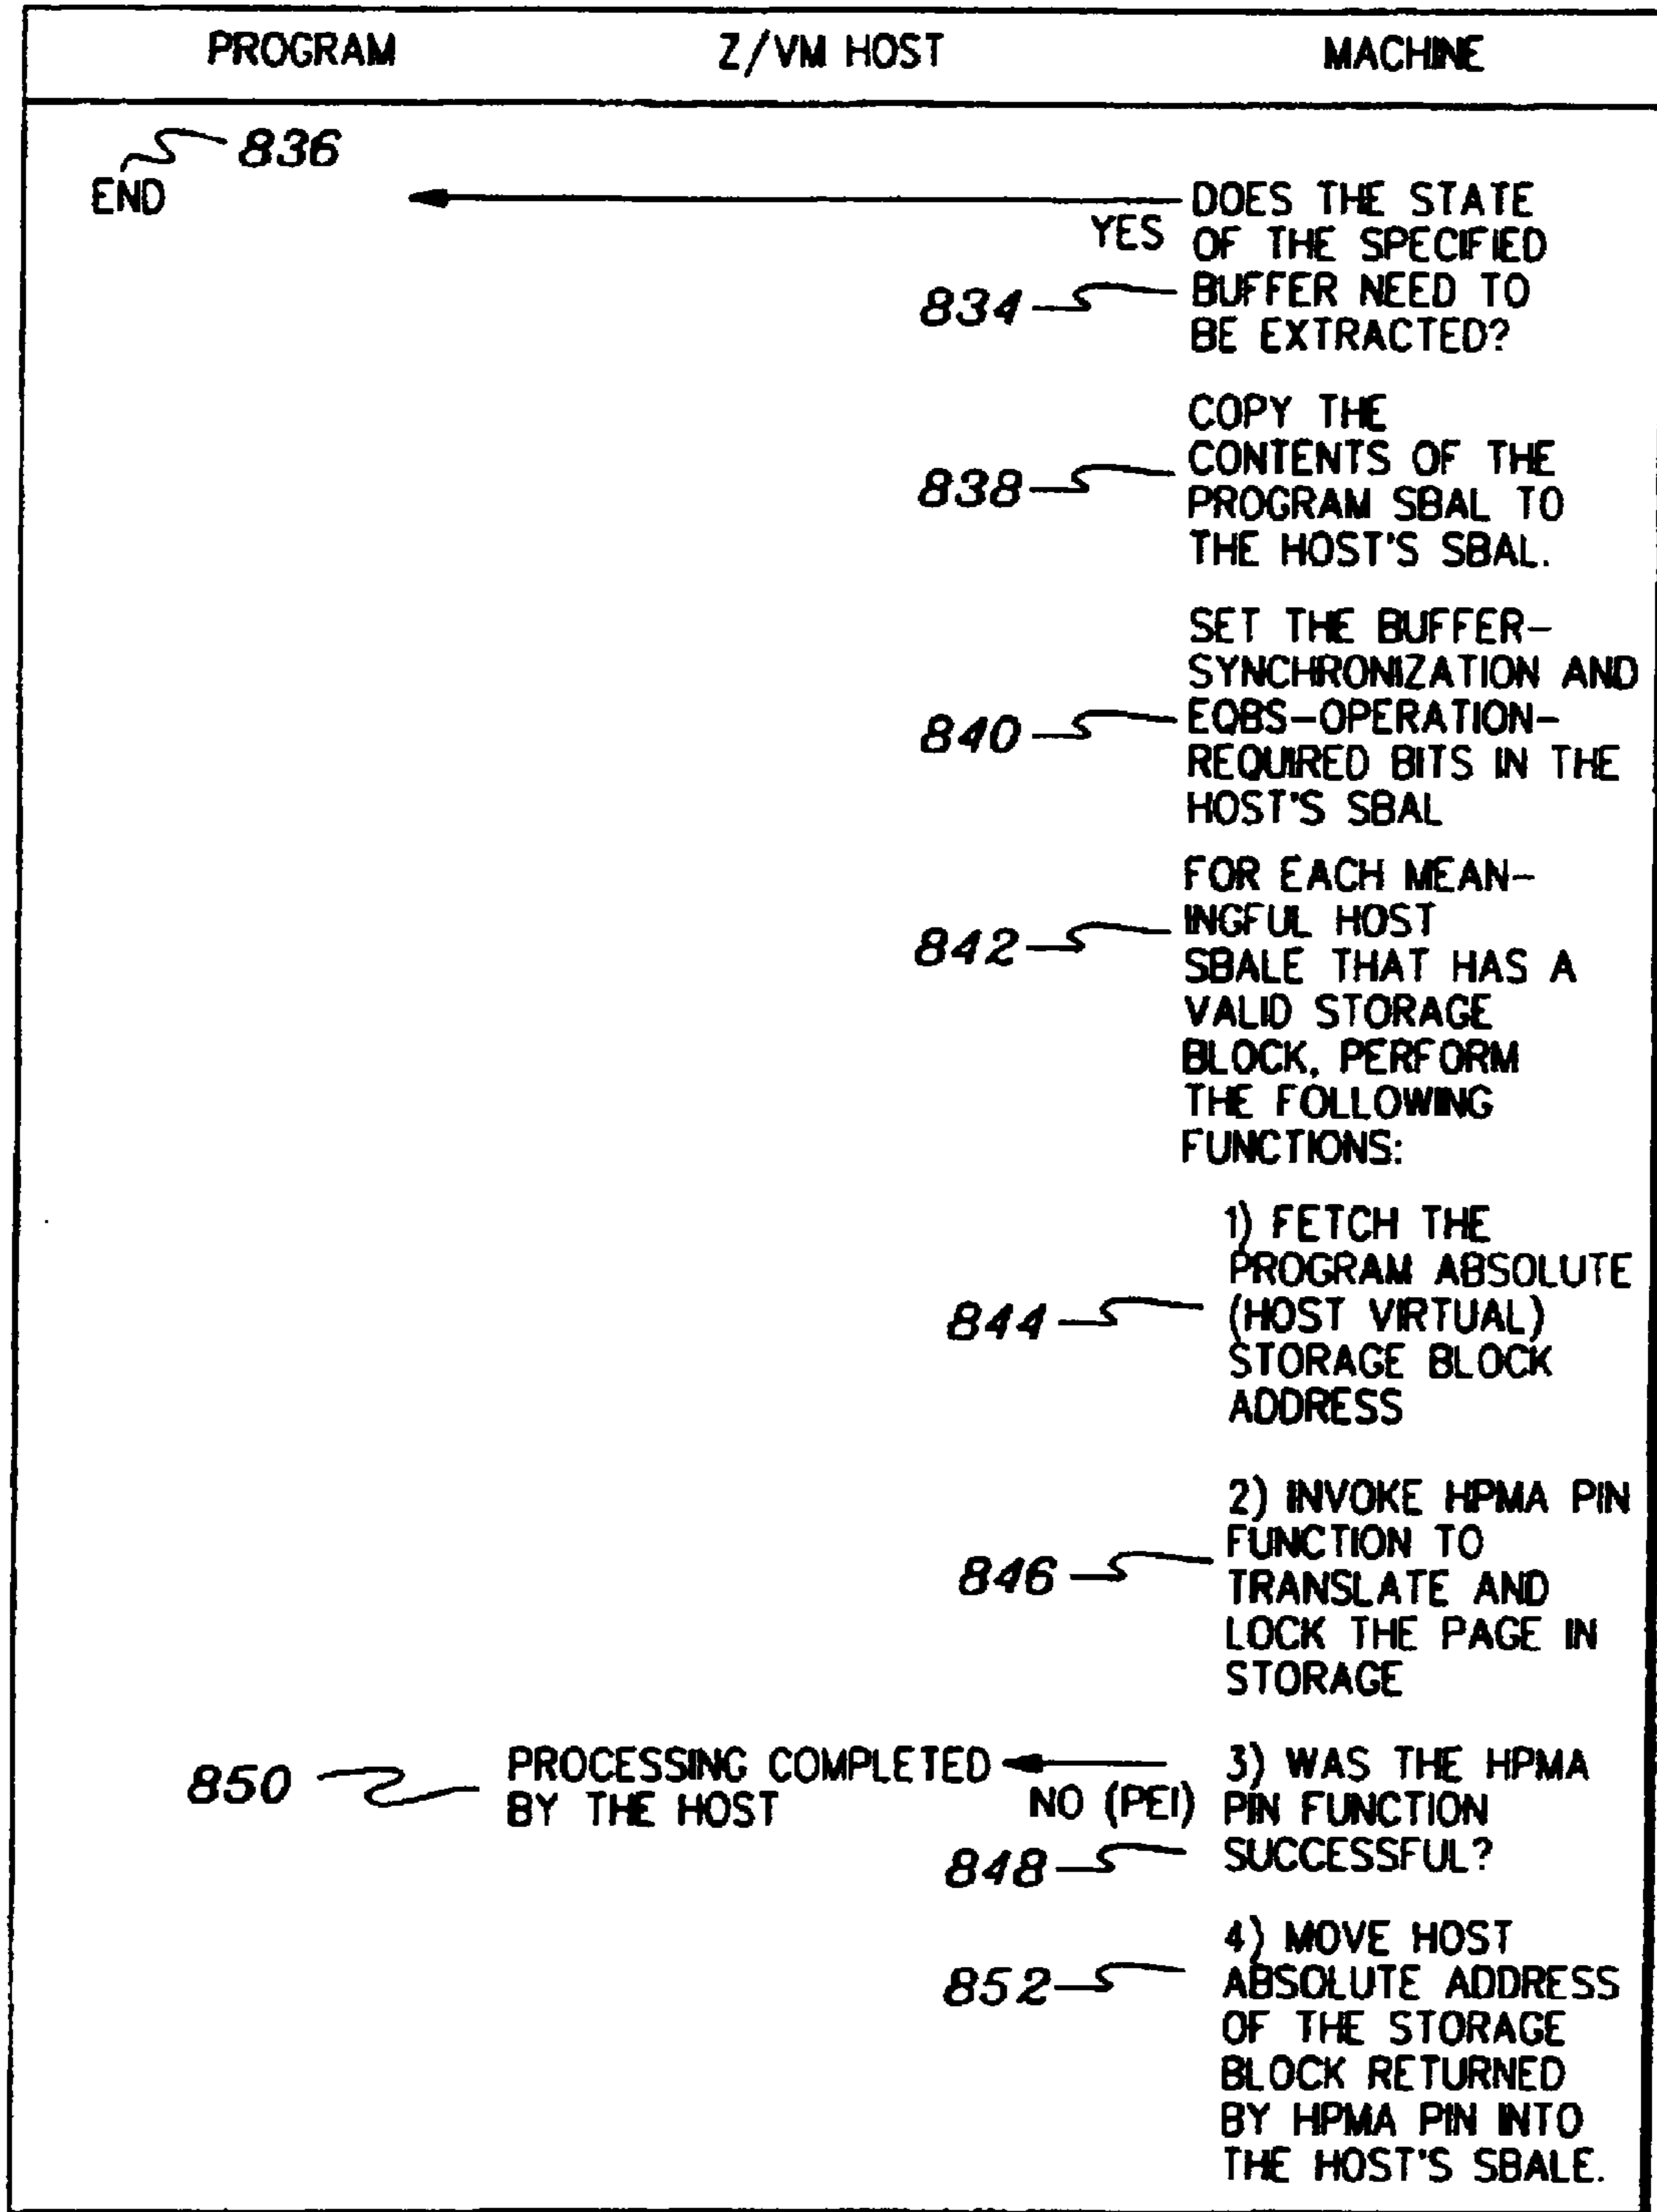 PROGRAM Z/VM HOST MACHINE
836
END
DOES THE STATE
YES OF THE SPECIFIED
834 BUFFER NEED TO
BE EXTRACTED?
COPY THE
CONTENTS OF THE
838 PROGRAM SBAL TO
THE HOST'S SBAL.
SET THE BUFFER-
SYNCHRONIZATION AND
840 EQBS-OPERATION-
REQUIRED BITS IN THE
HOST'S SBAL
FOR EACH MEAN-
INGFUL HOST
842 SBALE THAT HAS A
VALID STORAGE
BLOCK, PERFORM
THE FOLLOWING
FUNCTIONS:
1) FETCH THE
PROGRAM ABSOLUTE
844 (HOST VIRTUAL)
STORAGE BLOCK
ADDRESS
2) INVOKE HPMA PIN
FUNCTION TO
846 TRANSLATE AND
LOCK THE PAGE IN
STORAGE
850 PROCESSING COMPLETED
BY THE HOST
NO (PEI)
3) WAS THE HPMA
PIN FUNCTION
848 SUCCESSFUL?
4) MOVE HOST
852 ABSOLUTE ADDRESS
OF THE STORAGE
BLOCK RETURNED
BY HPMA PIN INTO
THE HOST'S SBALE.